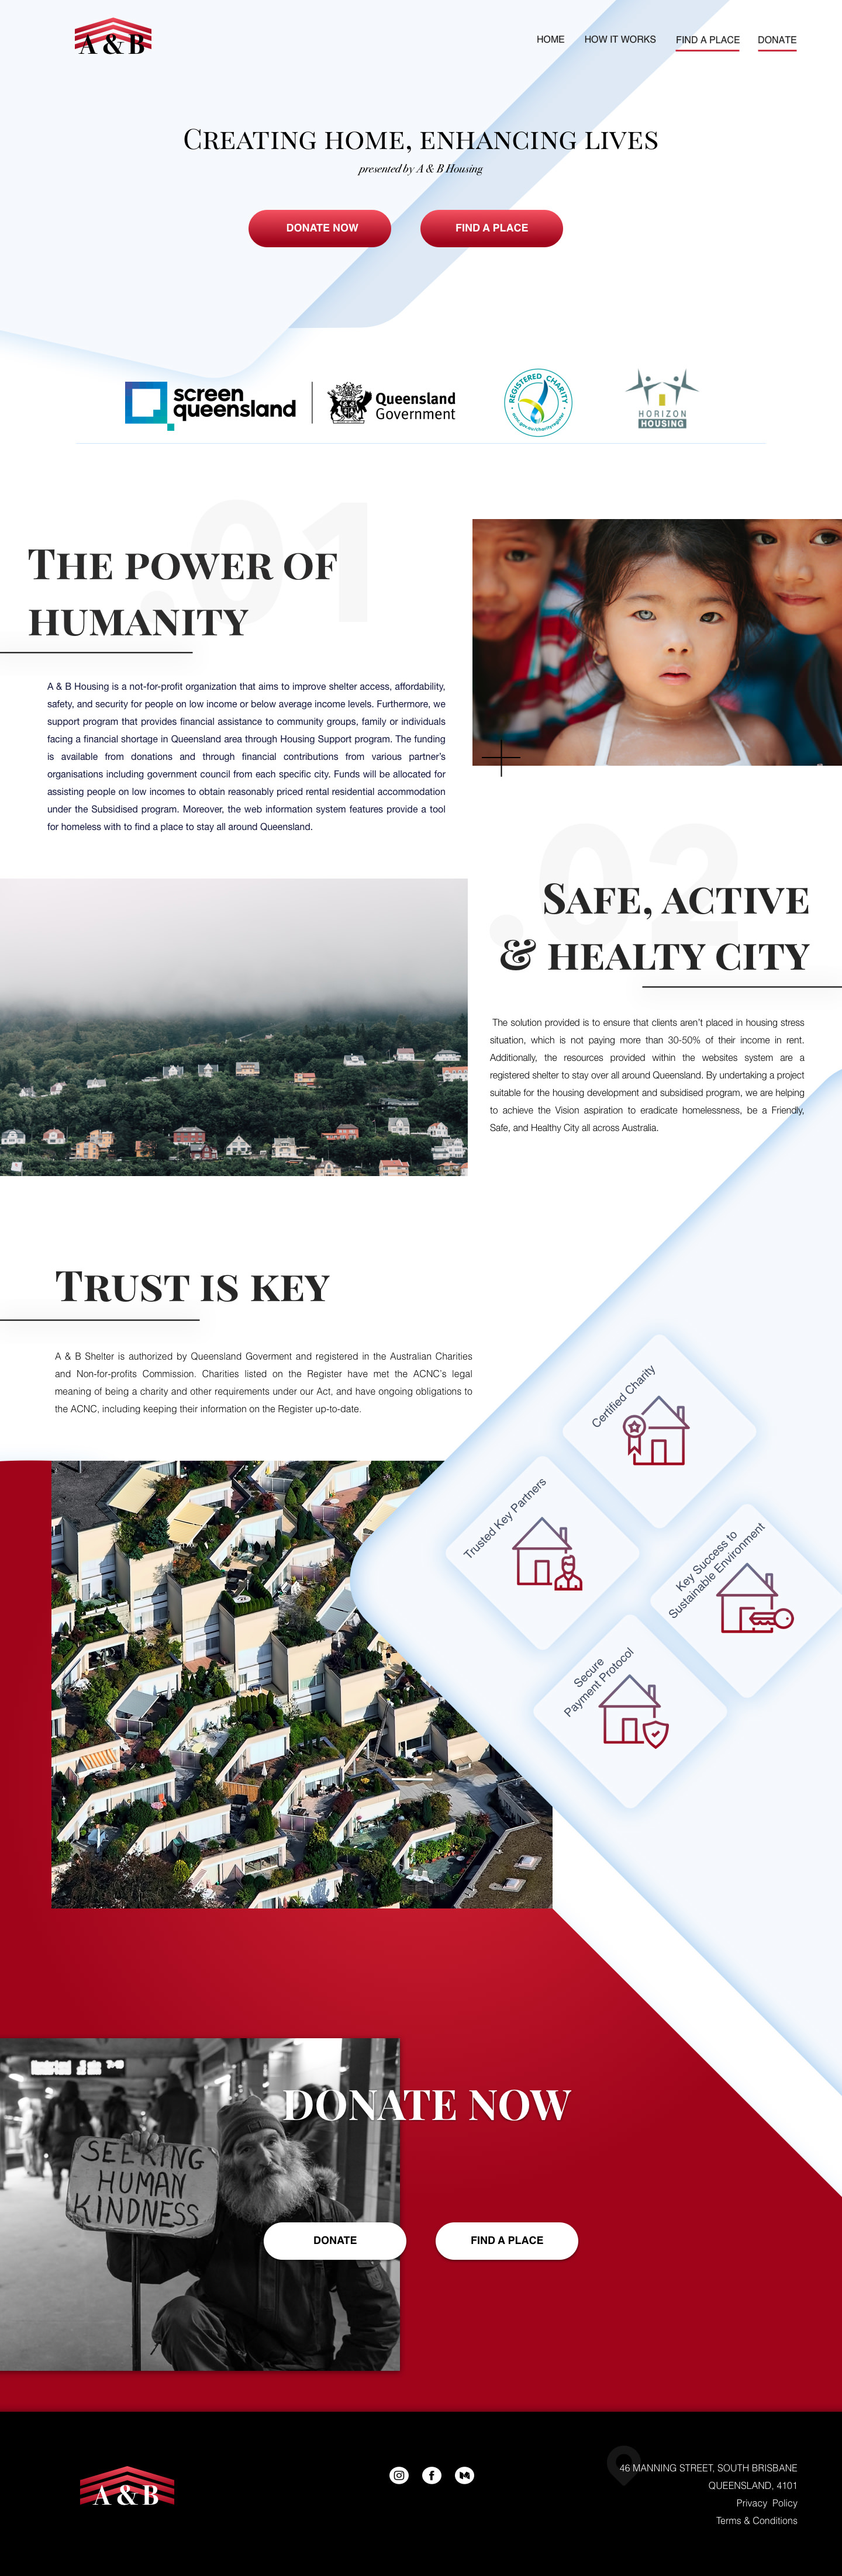 A & B
HOME HOW IT WORKS FIND A PLACE DONATE
Creating home, enhancing lives
presented by A & B Housing
DONATE NOW FIND A PLACE
screen
queensland
Queensland
Government
REGISTERED CHARITY
acnc.gov.au/charityregister
HORIZON
HOUSING
.01
The power of
humanity
A & B Housing is a not-for-profit organization that aims to improve shelter access, affordability,
safety, and security for people on low income or below average income levels. Furthermore, we
support program that provides financial assistance to community groups, family or individuals
facing a financial shortage in Queensland area through Housing Support program. The funding
is available from donations and through financial contributions from various partner's
organisations including government council from each specific city. Funds will be allocated for
assisting people on low incomes to obtain reasonably priced rental residential accommodation
under the Subsidised program. Moreover, the web information system features provide a tool
for homeless with to find a place to stay all around Queensland.
.02
Safe, active
& healty city
The solution provided is to ensure that clients aren't placed in housing stress
situation, which is not paying more than 30-50% of their income in rent.
Additionally, the resources provided within the websites system are a
registered shelter to stay over all around Queensland. By undertaking a project
suitable for the housing development and subsidised program, we are helping
to achieve the Vision aspiration to eradicate homelessness, be a Friendly,
Safe, and Healthy City all across Australia.
Trust is key
A & B Shelter is authorized by Queensland Goverment and registered in the Australian Charities
and Non-for-profits Commission. Charities listed on the Register have met the ACNC's legal
meaning of being a charity and other requirements under our Act, and have ongoing obligations to
the ACNC, including keeping their information on the Register up-to-date.
Certified Charity
Trusted Key Partners
Key Success to
Sustainable Environment
Secure
Payment Protocol
DONATE NOW
SEEKING
HUMAN
KINDNESS
DONATE FIND A PLACE
A & B
46 MANNING STREET, SOUTH BRISBANE
QUEENSLAND, 4101
Privacy Policy
Terms & Conditions